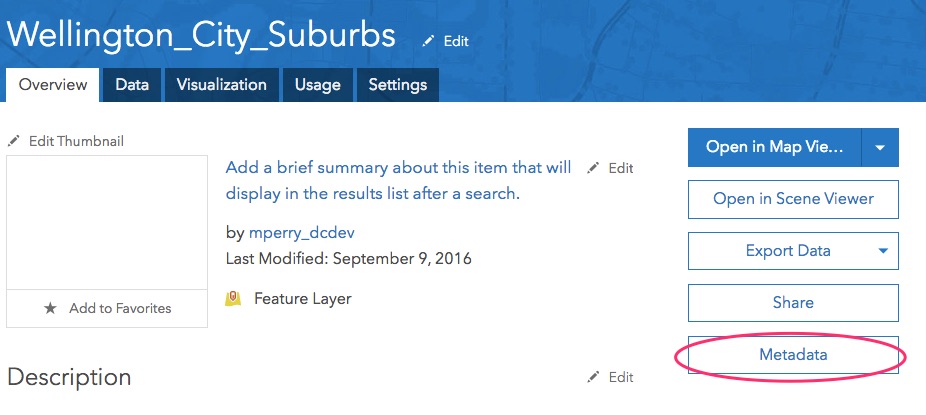 Wellington_City_Suburbs Edit
Overview Data Visualization Usage Settings
Edit Thumbnail
Add a brief summary about this item that will
display in the results list after a search.
Edit
by mperry_dcdev
Last Modified: September 9, 2016
Feature Layer
Add to Favorites
Open in Map Vie...
Open in Scene Viewer
Export Data
Share
Metadata
Description Edit